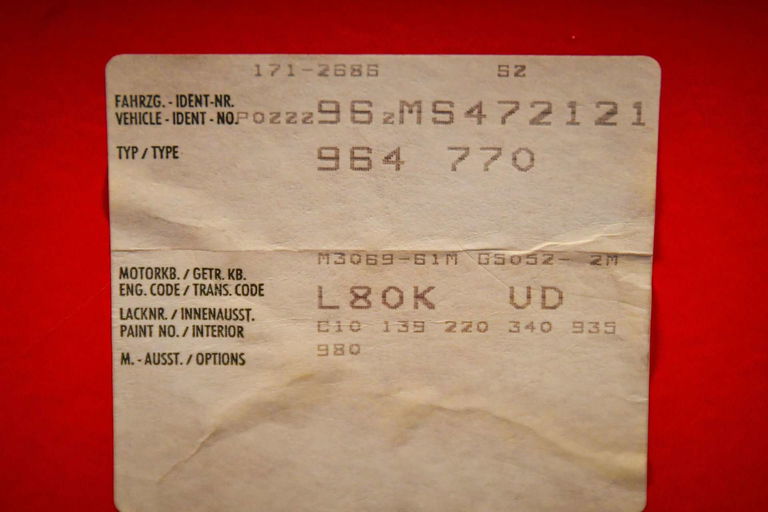 171-2686 SZ
FAHRZG. - IDENT-NR.
VEHICLE - IDENT - NO. P0ZZZ96ZMS472121
TYP / TYPE 964 770
M3069-61M G5052- 2M
MOTORKB. / GETR. KB.
ENG. CODE / TRANS. CODE L80K UD
LACKNR. / INNENAUSST.
PAINT NO. / INTERIOR C10 139 220 340 935
M. - AUSST. / OPTIONS 980